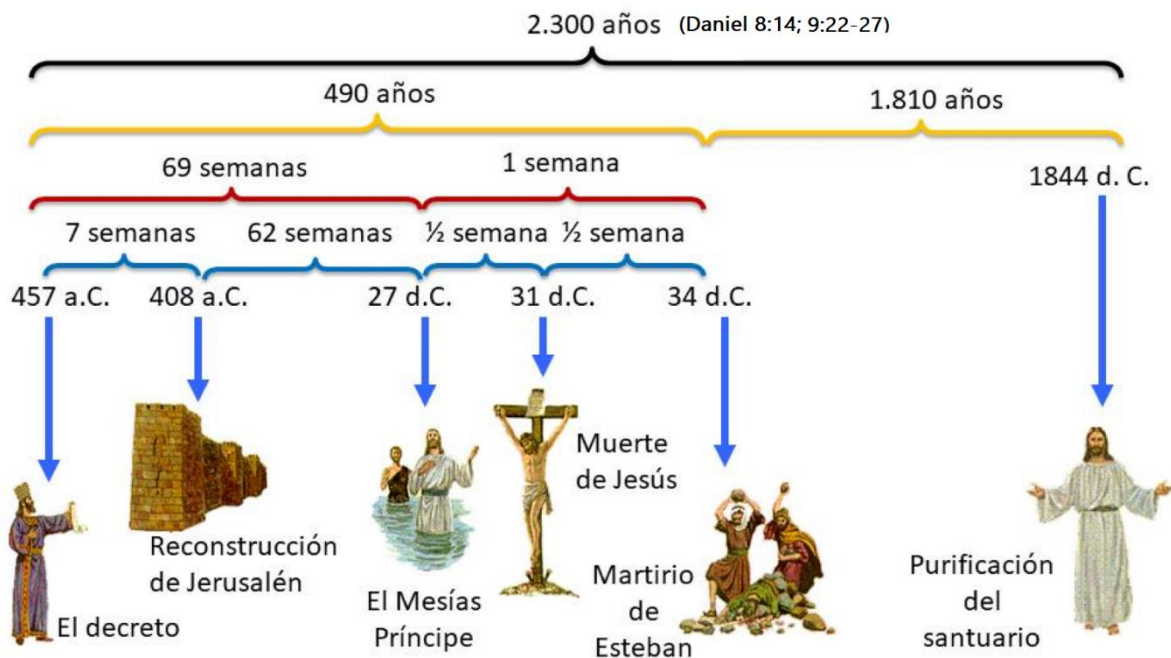 2.300 años (Daniel 8:14; 9:22-27)
490 años
1.810 años
69 semanas
1 semana
1844 d. C.
7 semanas
62 semanas
½ semana
½ semana
457 a.C.
408 a.C.
27 d.C.
31 d.C.
34 d.C.
El decreto
Reconstrucción
de Jerusalén
El Mesías
Príncipe
Muerte
de Jesús
Martirio
de
Esteban
Purificación
del
santuario